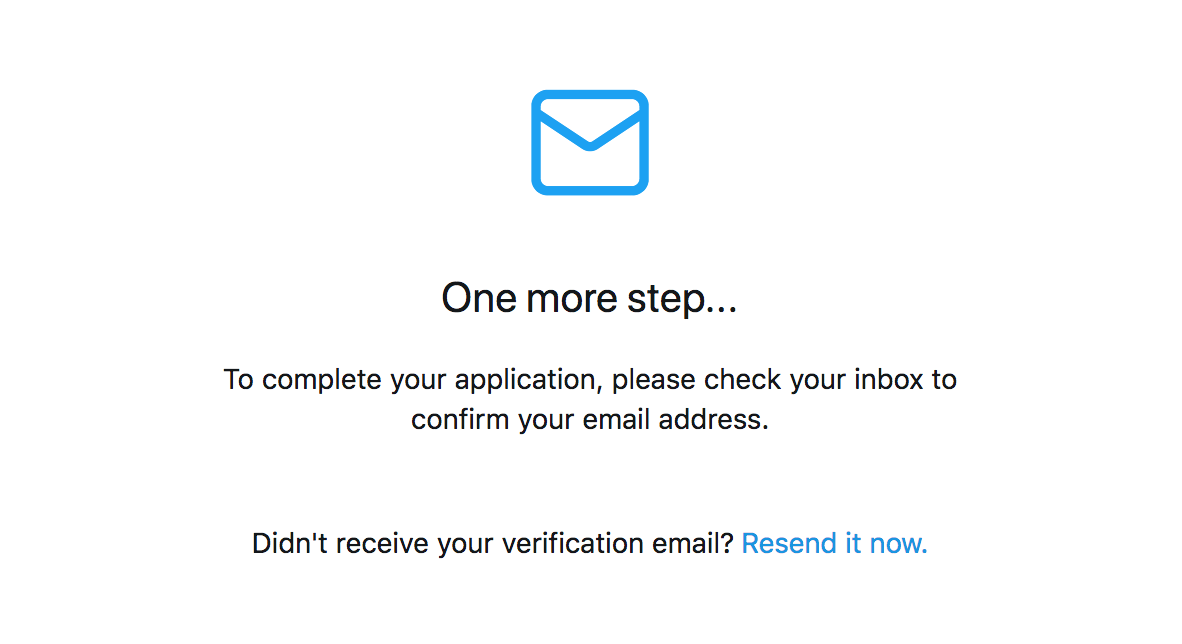 One more step...
To complete your application, please check your inbox to
confirm your email address.
Didn't receive your verification email? Resend it now.